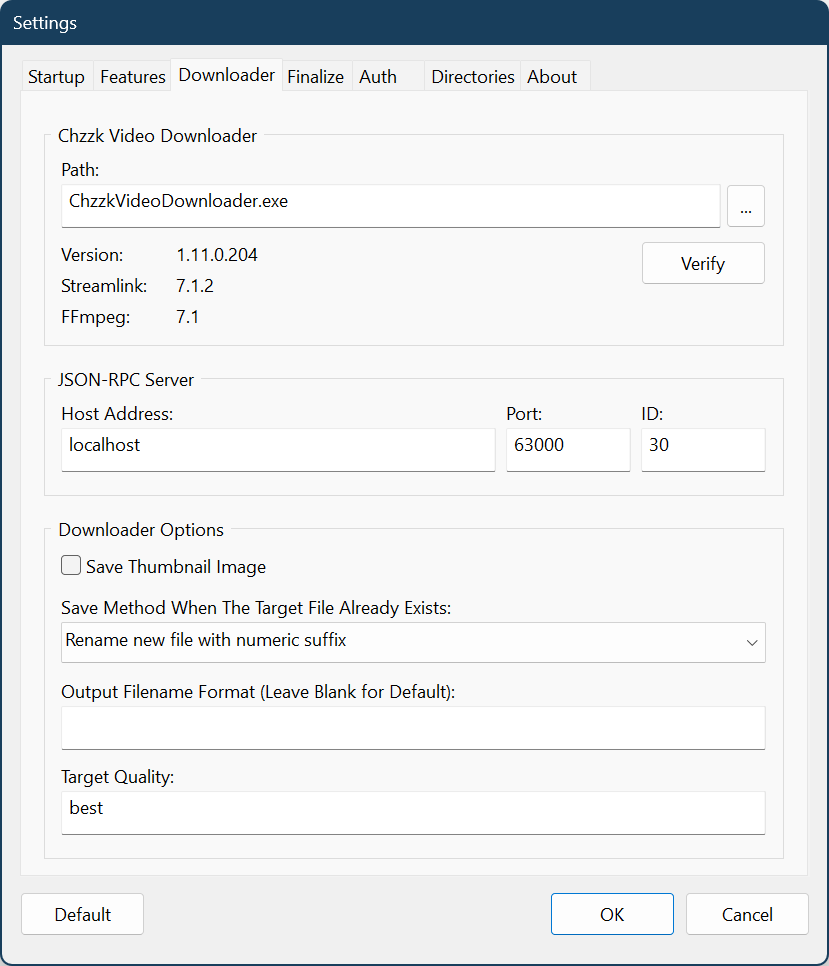 Settings
Startup Features Downloader Finalize Auth Directories About
Chzzk Video Downloader
Path:
ChzzkVideoDownloader.exe ...
Version: 1.11.0.204
Verify
Streamlink: 7.1.2
FFmpeg: 7.1
JSON-RPC Server
Host Address: Port: ID:
localhost 63000 30
Downloader Options
Save Thumbnail Image
Save Method When The Target File Already Exists:
Rename new file with numeric suffix
Output Filename Format (Leave Blank for Default):
Target Quality:
best
Default OK Cancel